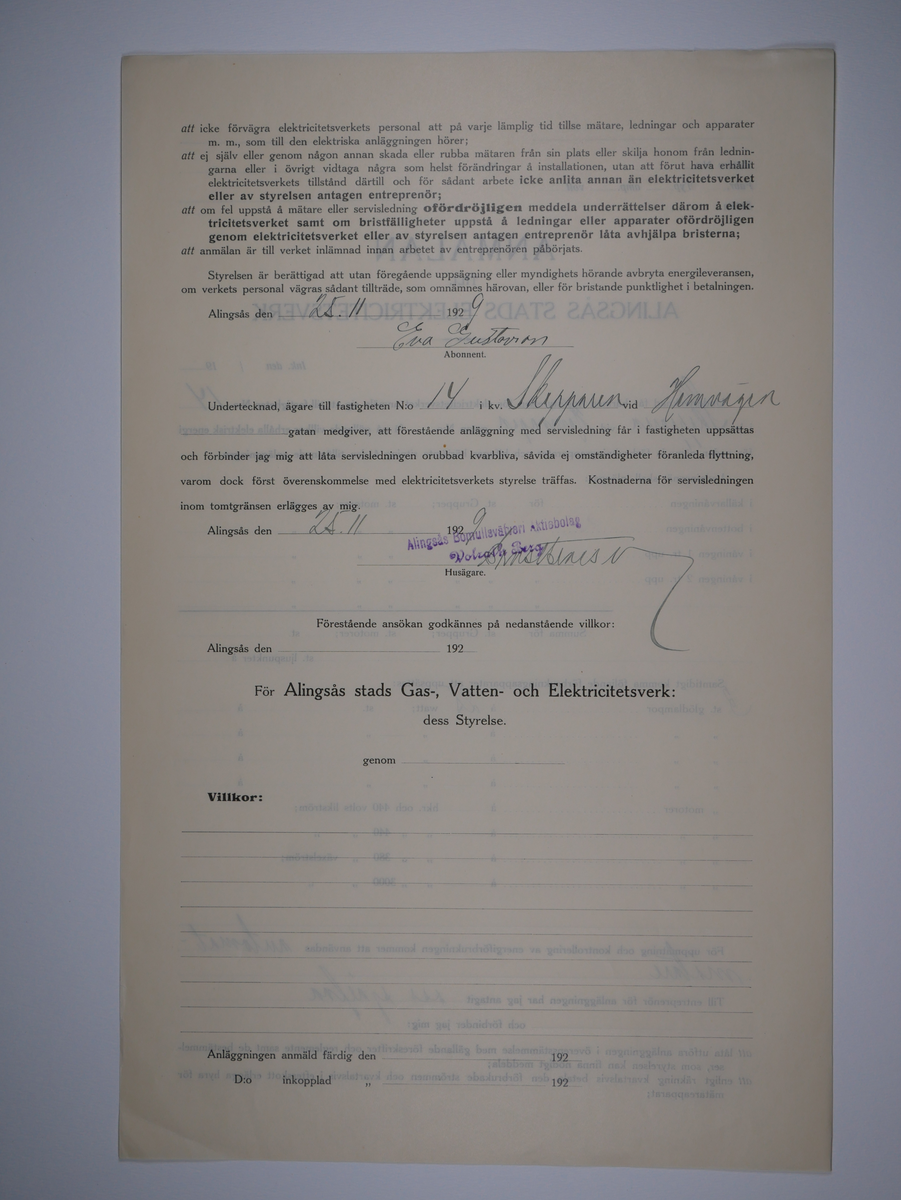 att icke förvägra elektricitetsverkets personal att på varje lämplig tid tillse mätare, ledningar och apparater
m. m., som till den elektriska anläggningen hörer;
att ej själv eller genom någon annan skada eller rubba mätaren från sin plats eller skilja honom från lednin-
garna eller i övrigt vidtaga några som helst förändringar å installationen, utan att förut hava erhållit
elektricitetsverkets tillstånd därtill och för sådant arbete icke anlita annan än elektricitetsverket
eller av styrelsen antagen entreprenör;
att om fel uppstå å mätare eller servisledning ofördröjligen meddela underrättelser därom å elek-
tricitetsverket samt om bristfälligheter uppstå å ledningar eller apparater ofördröjligen
genom elektricitetsverket eller av styrelsen antagen entreprenör låta avhjälpa bristerna;
att anmälan är till verket inlämnad innan arbetet av entreprenören påbörjats.
Styrelsen är berättigad att utan föregående uppsägning eller myndighets hörande avbryta energileveransen,
om verkets personal vägras sådant tillträde, som omnämnes härovan, eller för bristande punktlighet i betalningen.
Alingsås den 25.11 1929
Eva Gustavson
Abonnent.
Undertecknad, ägare till fastigheten N:o 14 i kv. Skepparen vid Hamvägen
gatan medgiver, att förestående anläggning med servisledning får i fastigheten uppsättas
och förbinder jag mig att låta servisledningen orubbad kvarbliva, såvida ej omständigheter föranleda flyttning,
varom dock först överenskommelse med elektricitetsverkets styrelse träffas. Kostnaderna för servisledningen
inom tomtgränsen erlägges av mig.
Alingsås den 25.11 1929
Alingsås Bomullsväveri Aktiebolag
Husägare.
Förestående ansökan godkännes på nedanstående villkor:
Alingsås den 192
För Alingsås stads Gas-, Vatten- och Elektricitetsverk:
dess Styrelse.
genom
Villkor:
Anläggningen anmäld färdig den 192
D:o inkopplad „ 192